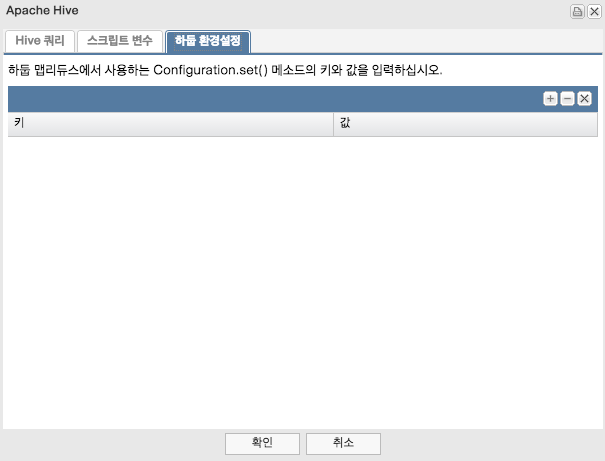 Apache Hive
Hive 쿼리 스크립트 변수 하둡 환경설정
하둡 맵리듀스에서 사용하는 Configuration.set() 메소드의 키와 값을 입력하십시오.
키 값
확인 취소